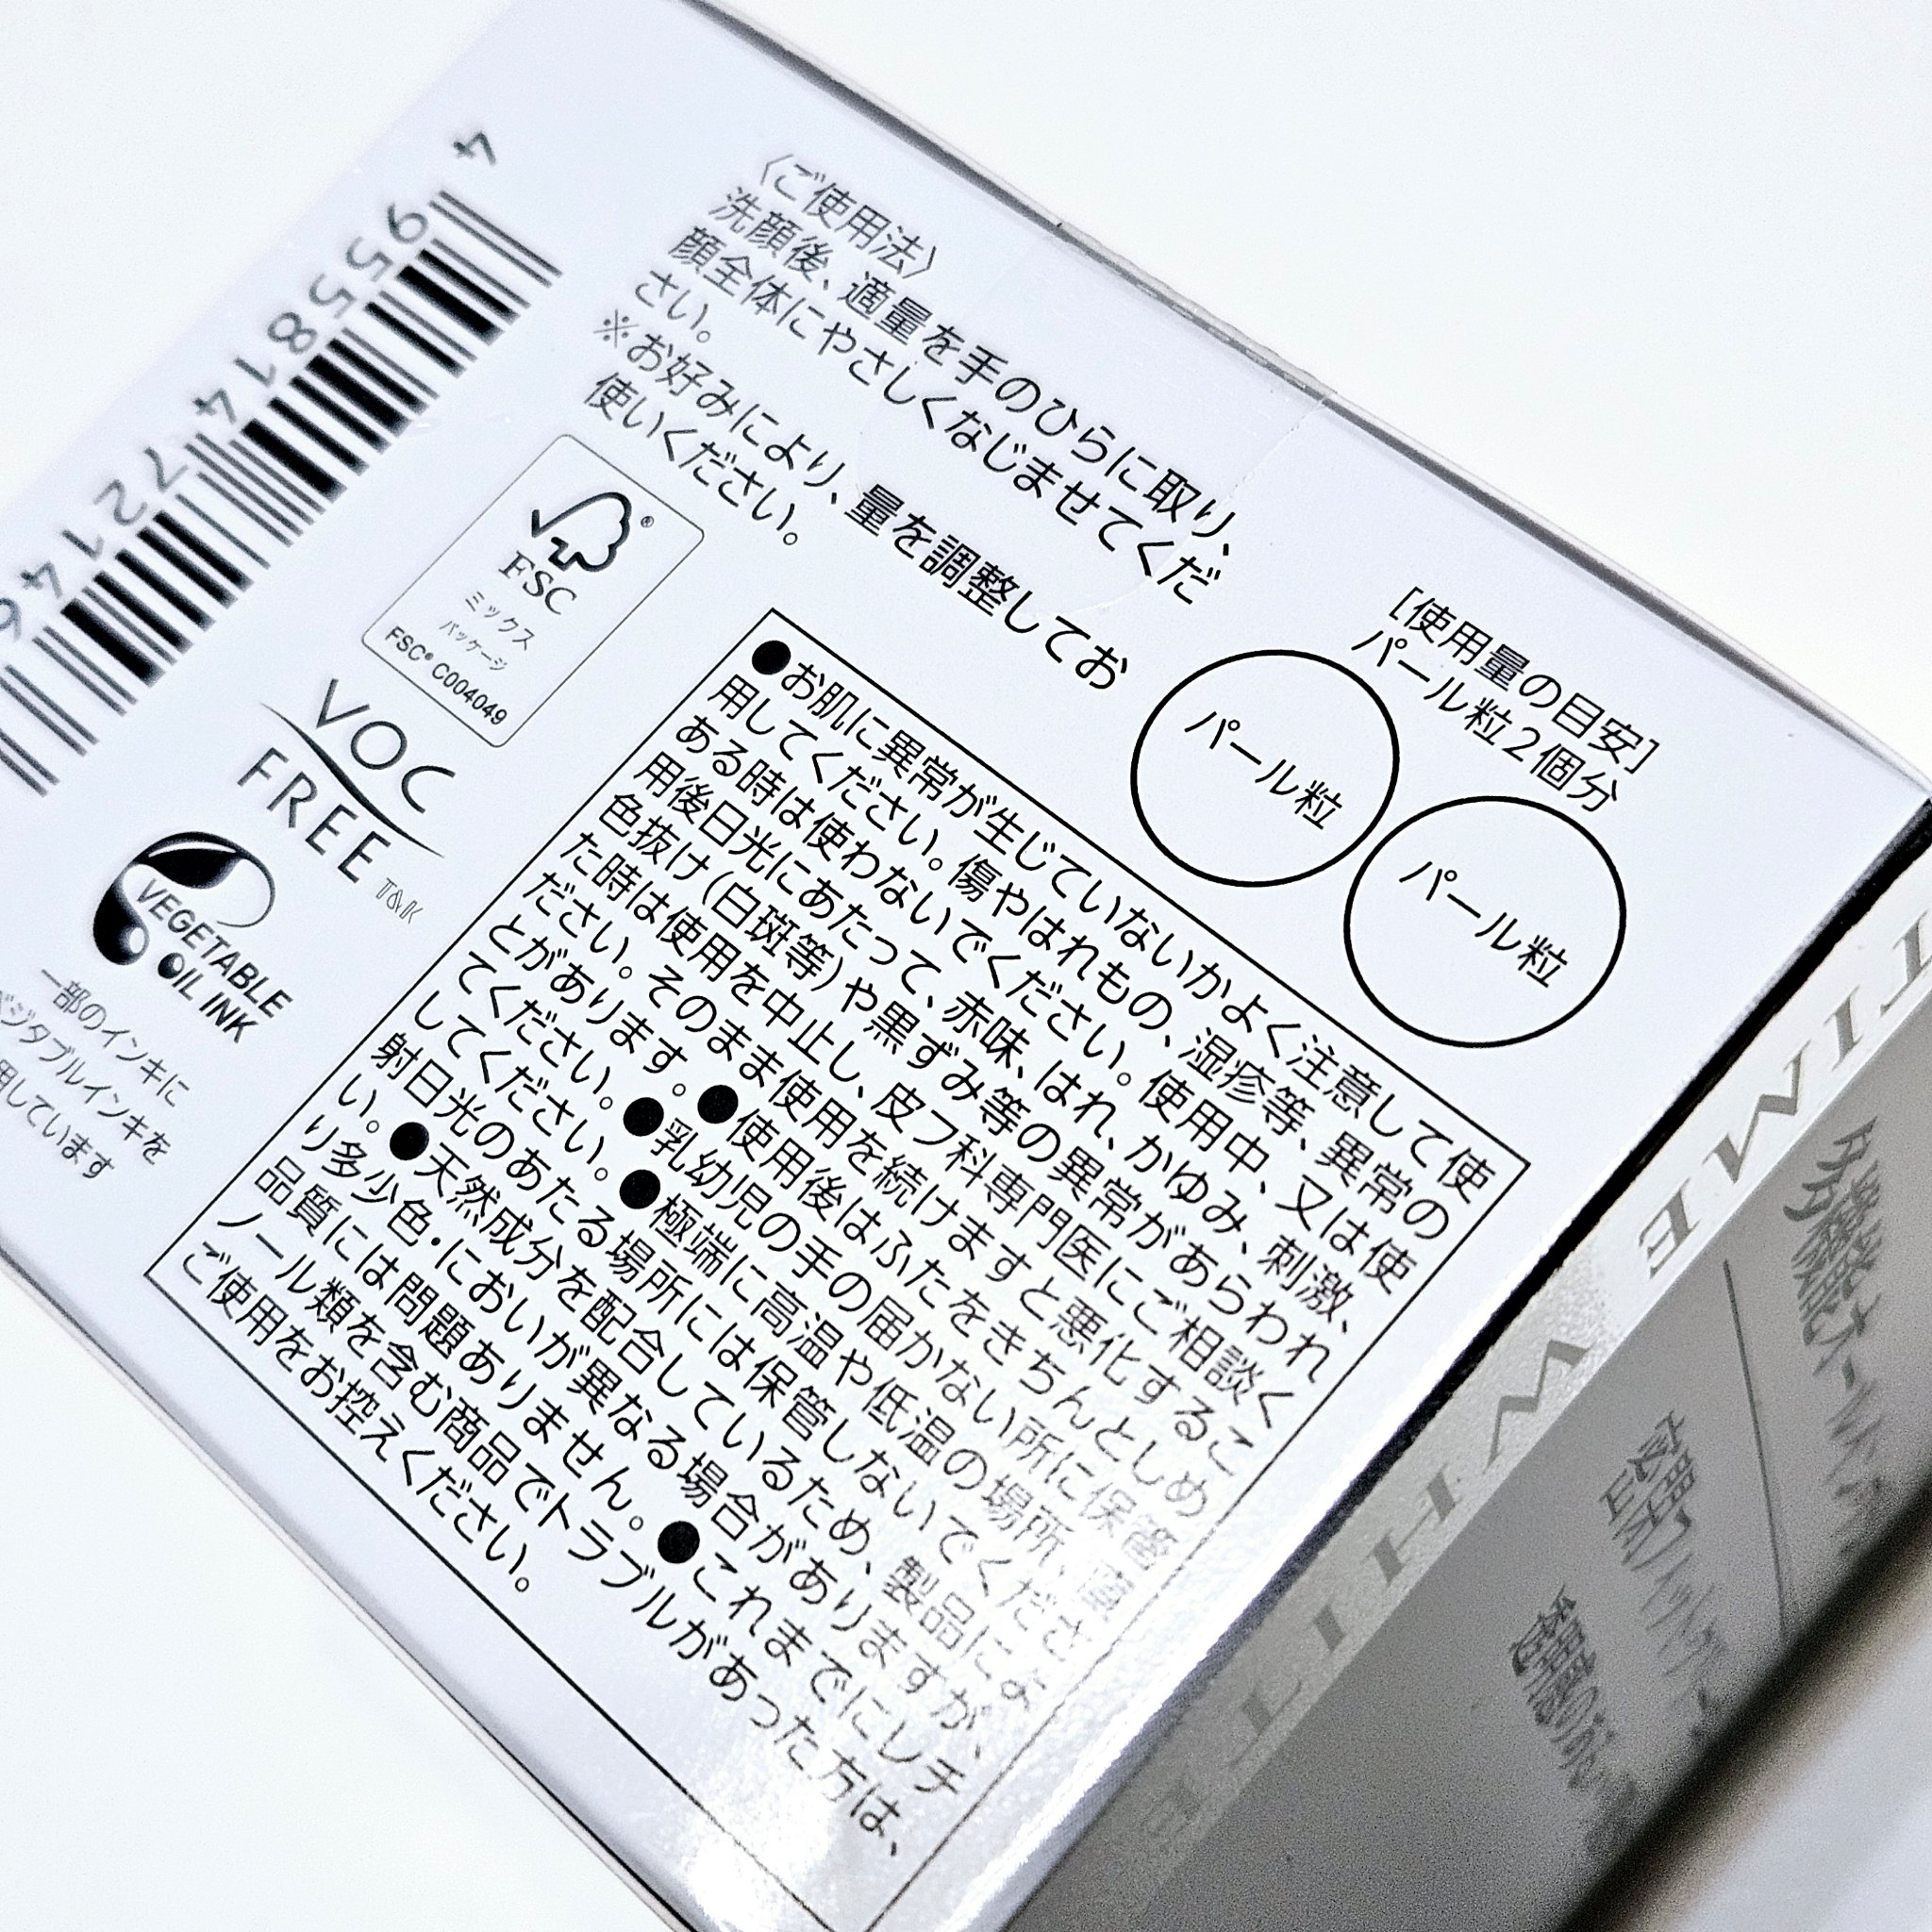 〈ご使用法〉
洗顔後、適量を手のひらに取り、
顔全体にやさしくなじませてくだ
さい。
※お好みにより、量を調整してお
使いください。
[使用量の目安]
パール粒2個分
パール粒
パール粒
●お肌に異常が生じていないかよく注意して使
用してください。傷やはれもの、湿疹等、異常の
ある時は使わないでください。使用中、又は使
用後日光にあたって、赤味、はれ、かゆみ、刺激、
色抜け(白斑等)や黒ずみ等の異常があらわれ
た時は使用を中止し、皮フ科専門医にご相談く
ださい。そのまま使用を続けますと悪化するこ
とがあります。●使用後はふたをきちんとしめ
てください。●乳幼児の手の届かない所に保管
してください。●極端に高温や低温の場所、直
射日光のあたる場所には保管しないでくださ
い。●天然成分を配合しているため、製品によ
り多少色・においが異なる場合がありますが、
品質には問題ありません。●これまでにレチ
ノール類を含む商品でトラブルがあった方は、
ご使用をお控えください。
4 955814 72146
FSC®
ミックス
パッケージ
FSC® C004049
VOC
FREE
T&K
VEGETABLE
OIL INK
一部のインキに
ベジタブルインキを
用しています
TIME
WHITE